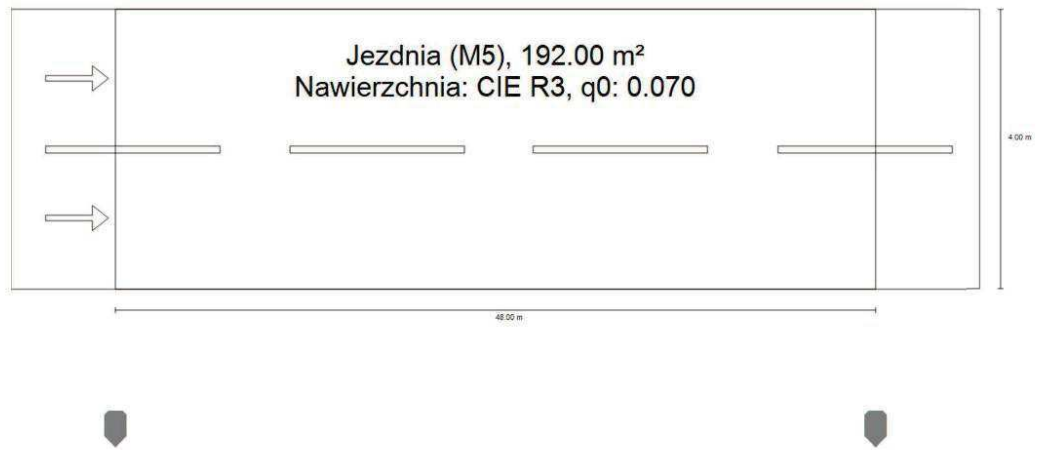 Jezdnia (M5), 192.00 m²
Nawierzchnia: CIE R3, q0: 0.070
4.00 m
48.00 m